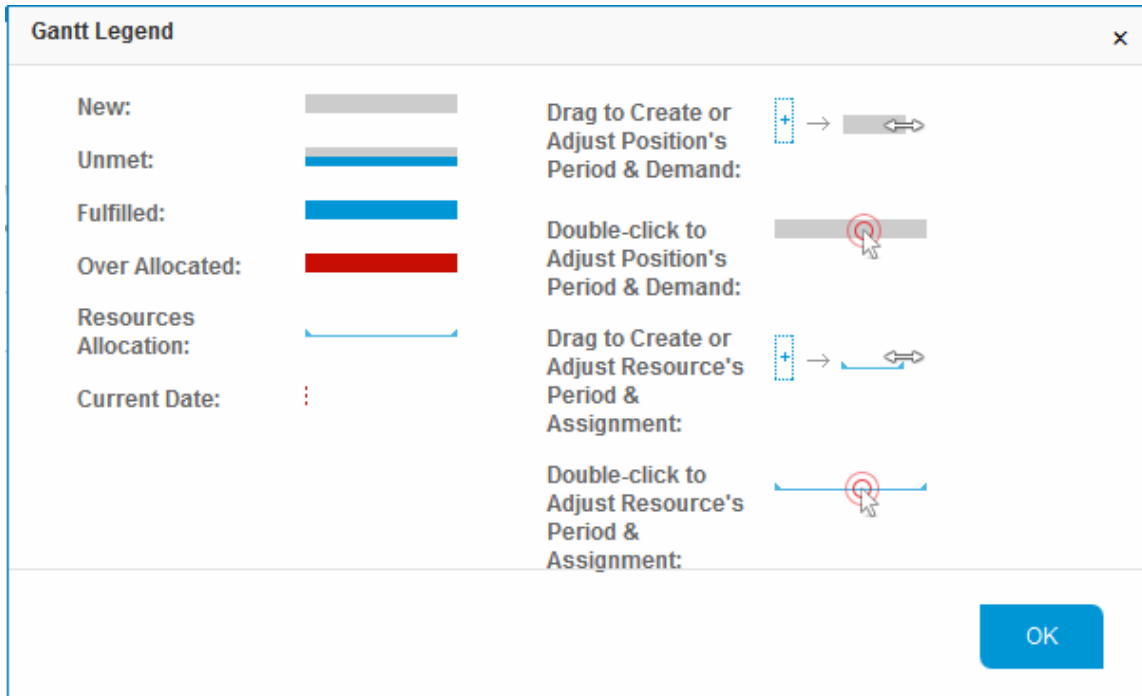 Gantt Legend
×
New:
Unmet:
Fulfilled:
Over Allocated:
Resources
Allocation:
Current Date:
Drag to Create or
Adjust Position's
Period & Demand:
Double-click to
Adjust Position's
Period & Demand:
Drag to Create or
Adjust Resource's
Period &
Assignment:
Double-click to
Adjust Resource's
Period &
Assignment:
OK